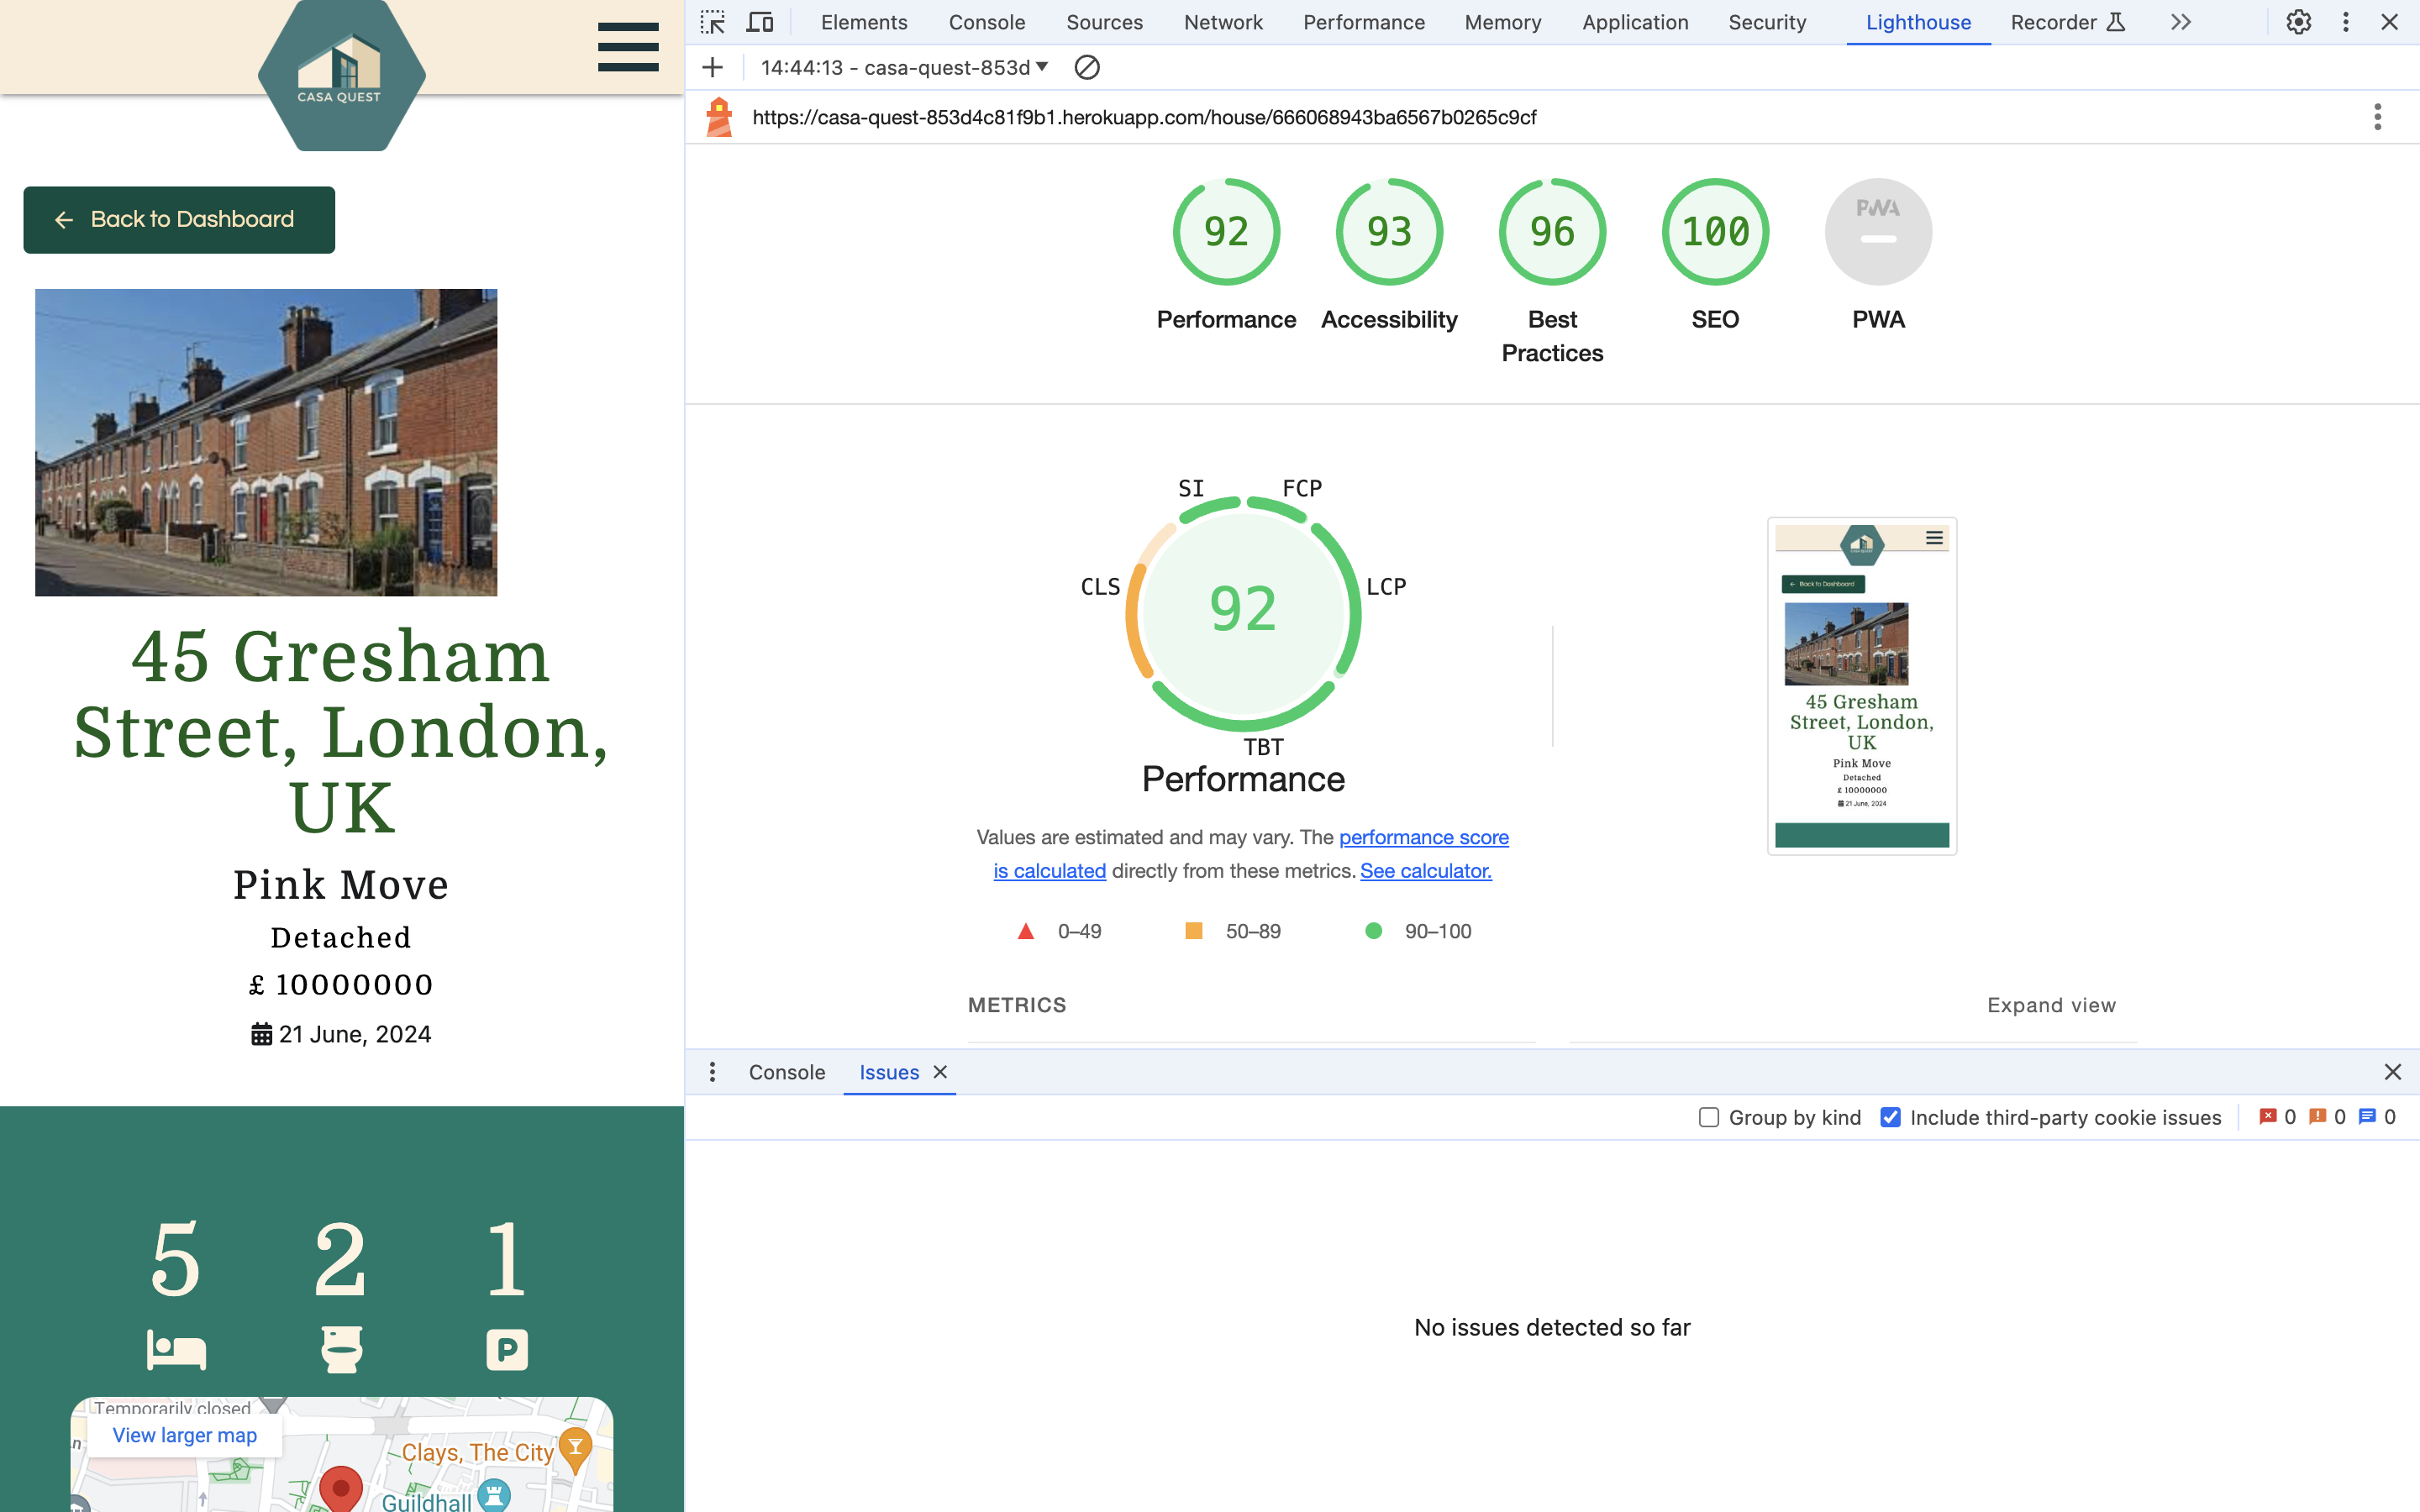 CASA QUEST
Back to Dashboard
45 Gresham
Street, London,
UK
Pink Move
Detached
£ 10000000
21 June, 2024
5 2 1
P
Temporarily closed
View larger map
Clays, The City
Guildhall
Elements Console Sources Network Performance Memory Application Security Lighthouse Recorder
14:44:13 - casa-quest-853d
https://casa-quest-853d4c81f9b1.herokuapp.com/house/666068943ba6567b0265c9cf
92 93 96 100 PWA
Performance Accessibility Best Practices SEO PWA
SI FCP
CLS LCP
92
TBT
Performance
Values are estimated and may vary. The performance score
is calculated directly from these metrics. See calculator.
0–49 50–89 90–100
CASA QUEST
Back to Dashboard
45 Gresham
Street, London,
UK
Pink Move
Detached
£ 10000000
21 June, 2024
METRICS
Expand view
Console Issues
Group by kind Include third-party cookie issues 0 0 0
No issues detected so far